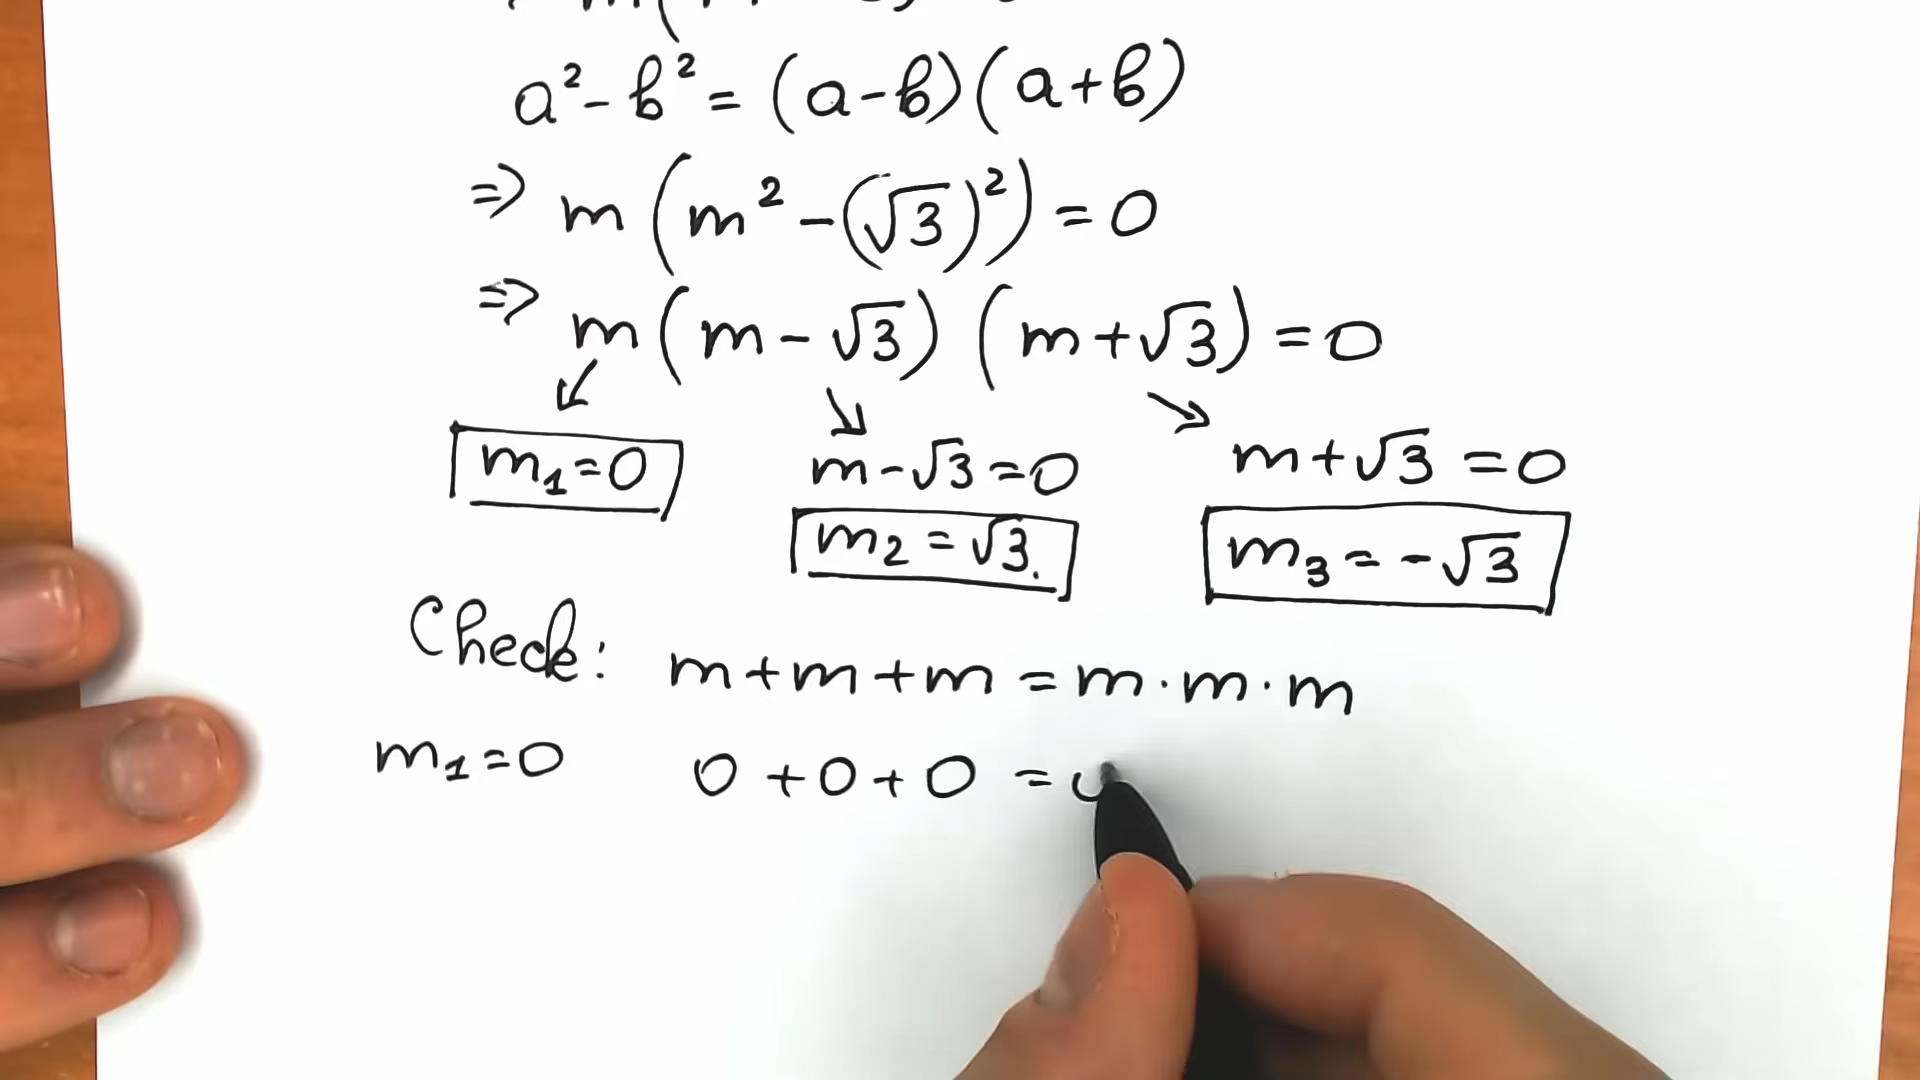 a² - b² = (a-b)(a+b)
=> m(m² - (√3)²) = 0
=> m(m - √3) (m + √3) = 0
m₁ = 0
m - √3 = 0
m₂ = √3.
m + √3 = 0
m₃ = - √3
Check: m + m + m = m · m · m
m₁ = 0 0 + 0 + 0 =